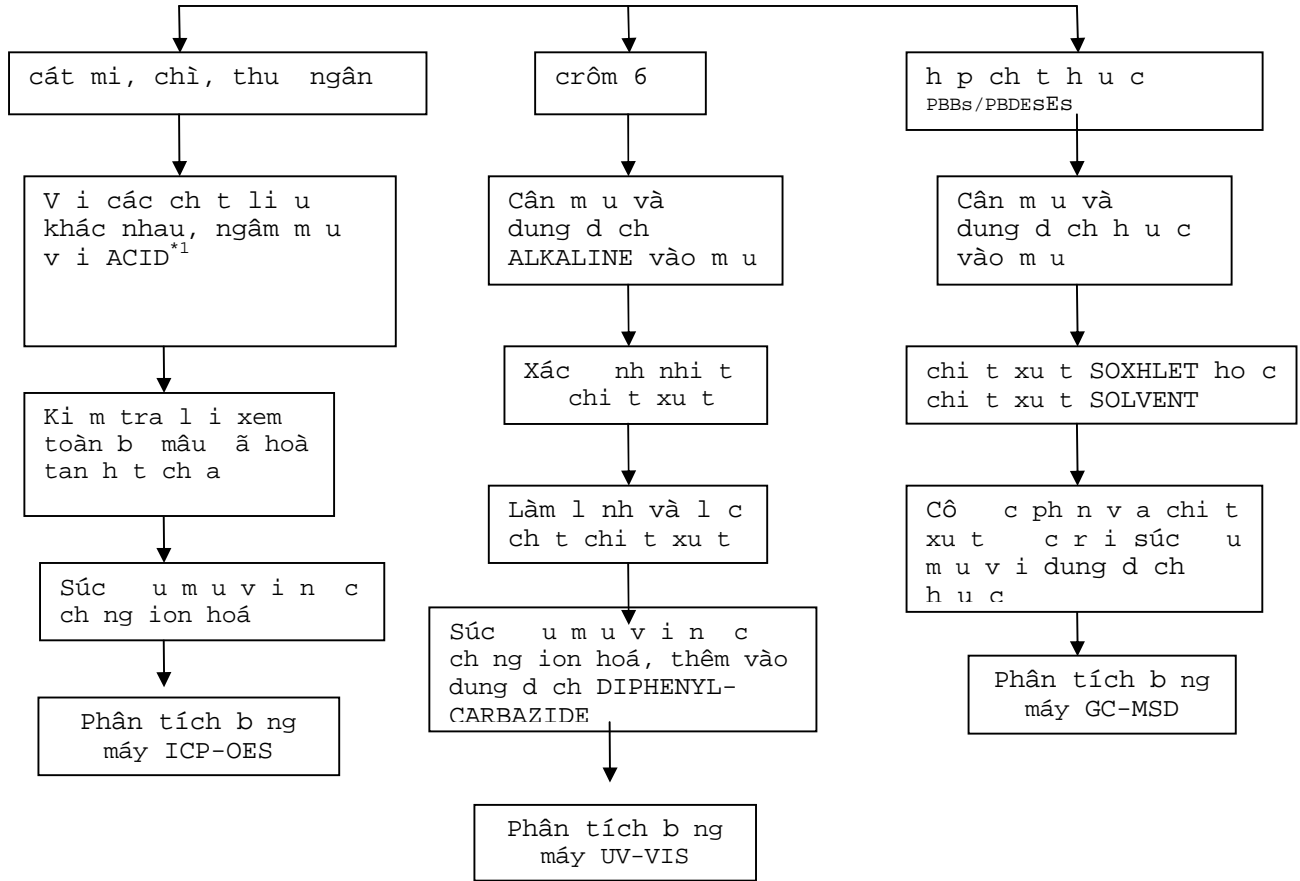 cát mi, chì, thu ngân
V i các ch t li u
khác nhau, ngâm m u
v i ACID*1
Ki m tra l i xem
toàn b mâu ã hoà
tan h t ch a
Súc u m u v i n c
ch ng ion hoá
Phân tích b ng
máy ICP-OES
crôm 6
Cân m u và
dung d ch
ALKALINE vào m u
Xác nh nhi t
chi t xu t
Làm l nh và l c
ch t chi t xu t
Súc u m u v i n c
ch ng ion hoá, thêm vào
dung d ch DIPHENYL-
CARBAZIDE
Phân tích b ng
máy UV-VIS
h p ch t h u c
PBBs/PBDEsEs
Cân m u và
dung d ch h u c
vào m u
chi t xu t SOXHLET ho c
chi t xu t SOLVENT
Cô c ph n v a chi t
xu t c r i súc u
m u v i dung d ch
h u c
Phân tích b ng
máy GC-MSD